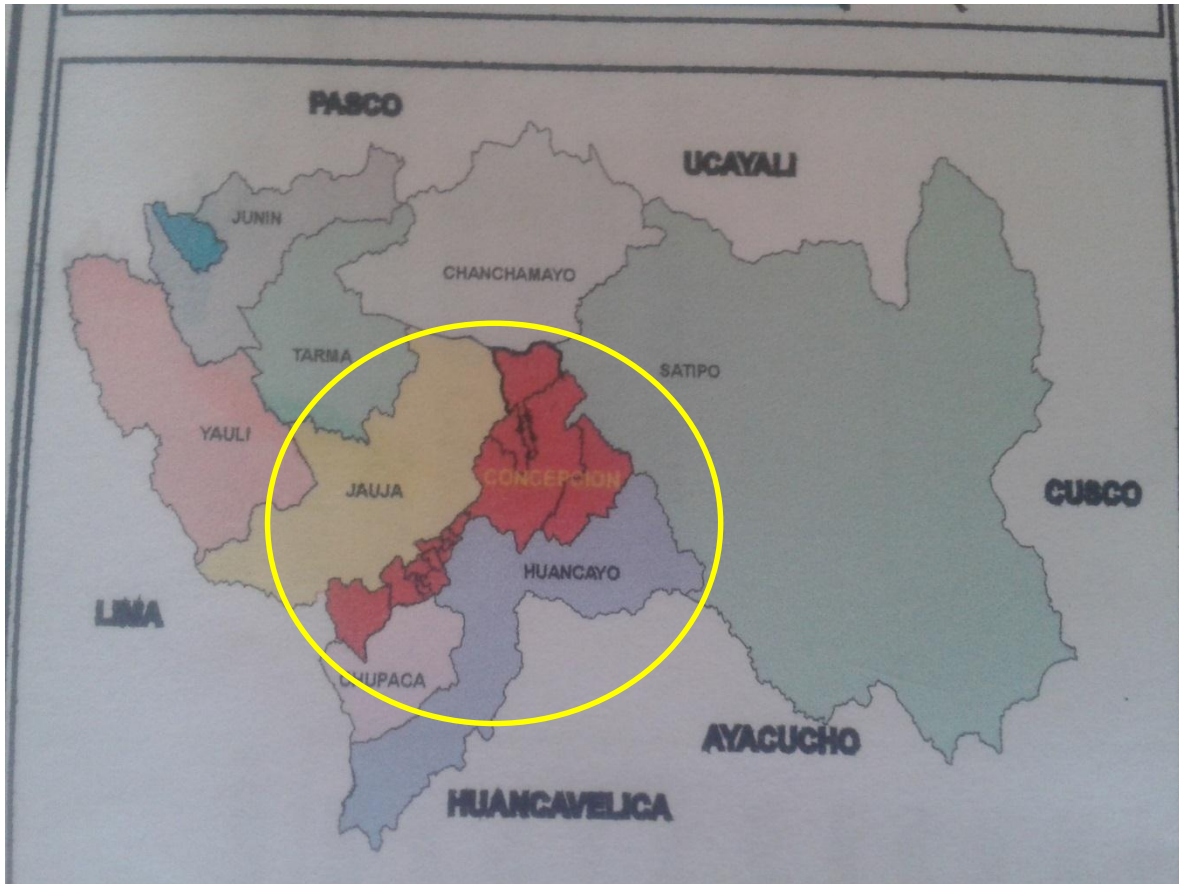 PASCO
UCAYALI
JUNIN
CHANCHAMAYO
TARMA
SATIPO
YAULI
JAUJA
CONCEPCION
CUSCO
HUANCAYO
LIMA
CHUPACA
AYACUCHO
HUANCAVELICA